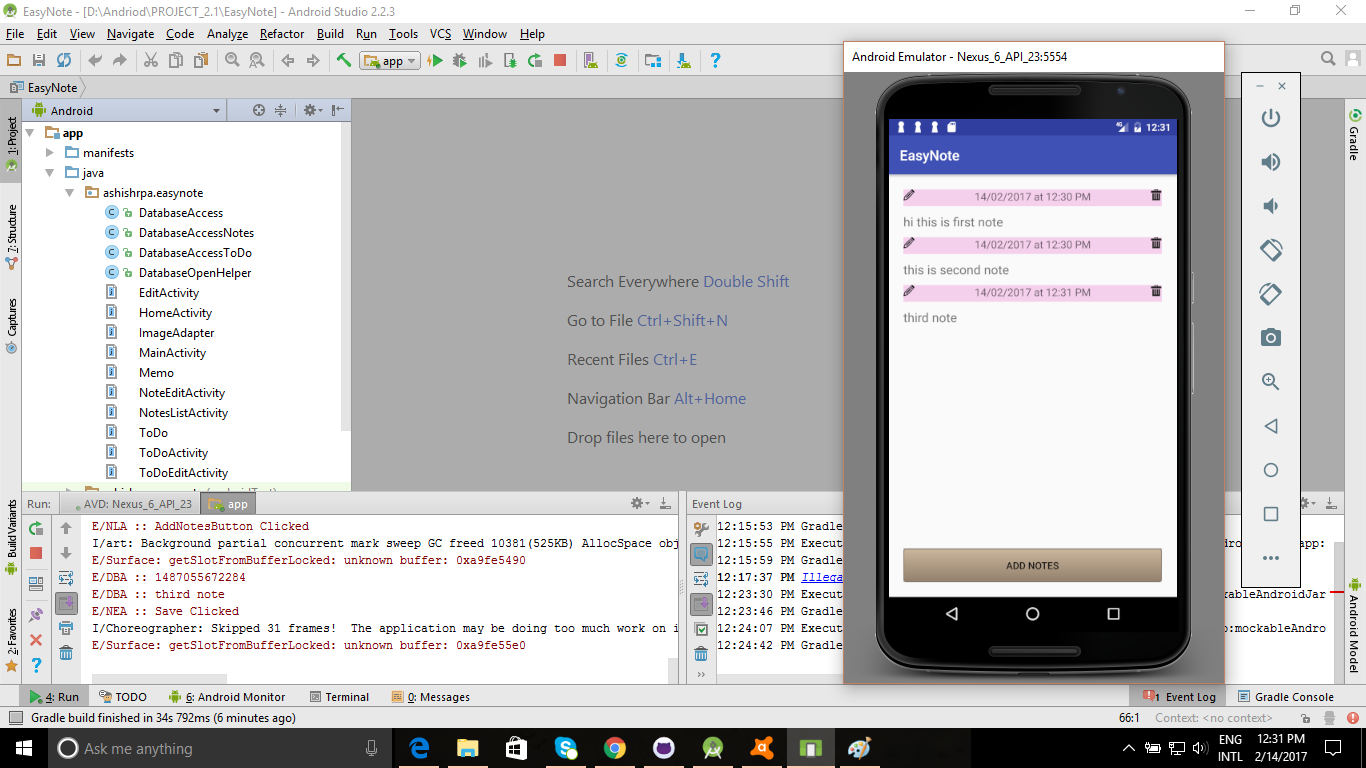 EasyNote - [D:\Andriod\PROJECT_2.1\EasyNote] - Android Studio 2.2.3
File Edit View Navigate Code Analyze Refactor Build Run Tools VCS Window Help
app
EasyNote
Android
1: Project
7: Structure
Captures
Build Variants
2: Favorites
app
manifests
java
ashishrpa.easynote
DatabaseAccess
DatabaseAccessNotes
DatabaseAccessToDo
DatabaseOpenHelper
EditActivity
HomeActivity
ImageAdapter
MainActivity
Memo
NoteEditActivity
NotesListActivity
ToDo
ToDoActivity
ToDoEditActivity
Search Everywhere Double Shift
Go to File Ctrl+Shift+N
Recent Files Ctrl+E
Navigation Bar Alt+Home
Drop files here to open
Android Emulator - Nexus_6_API_23:5554
12:31
EasyNote
14/02/2017 at 12:30 PM
hi this is first note
14/02/2017 at 12:30 PM
this is second note
14/02/2017 at 12:31 PM
third note
ADD NOTES
Gradle
Android Model
Run: AVD: Nexus_6_API_23 app
E/NLA :: AddNotesButton Clicked
I/art: Background partial concurrent mark sweep GC freed 10381(525KB) AllocSpace obj
E/Surface: getSlotFromBufferLocked: unknown buffer: 0xa9fe5490
E/DBA :: 1487055672284
E/DBA :: third note
E/NEA :: Save Clicked
I/Choreographer: Skipped 31 frames!  The application may be doing too much work on i
E/Surface: getSlotFromBufferLocked: unknown buffer: 0xa9fe55e0
Event Log
12:15:53 PM Gradle
12:15:55 PM Execut app:
12:15:59 PM Gradle
12:17:37 PM Illega
12:23:30 PM Execut ckableAndroidJar
12:23:46 PM Gradle
12:24:07 PM Execut p:mockableAndro
12:24:42 PM Gradle
4: Run TODO 6: Android Monitor Terminal 0: Messages 1 Event Log Gradle Console
Gradle build finished in 34s 792ms (6 minutes ago) 66:1 Context: <no context>
Ask me anything
ENG 12:31 PM
INTL 2/14/2017